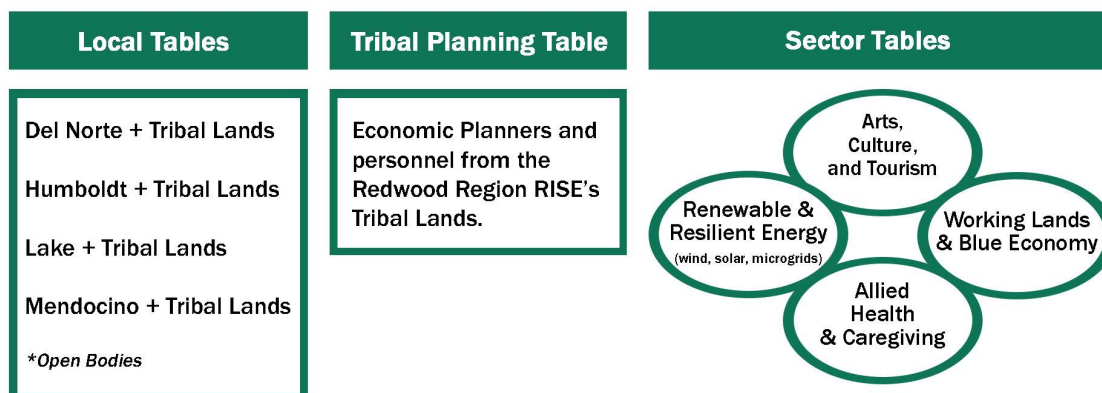 Local Tables
Del Norte + Tribal Lands
Humboldt + Tribal Lands
Lake + Tribal Lands
Mendocino + Tribal Lands
*Open Bodies
Tribal Planning Table
Economic Planners and
personnel from the
Redwood Region RISE's
Tribal Lands.
Sector Tables
Arts,
Culture,
and Tourism
Renewable &
Resilient Energy
(wind, solar, microgrids)
Working Lands
& Blue Economy
Allied
Health
& Caregiving